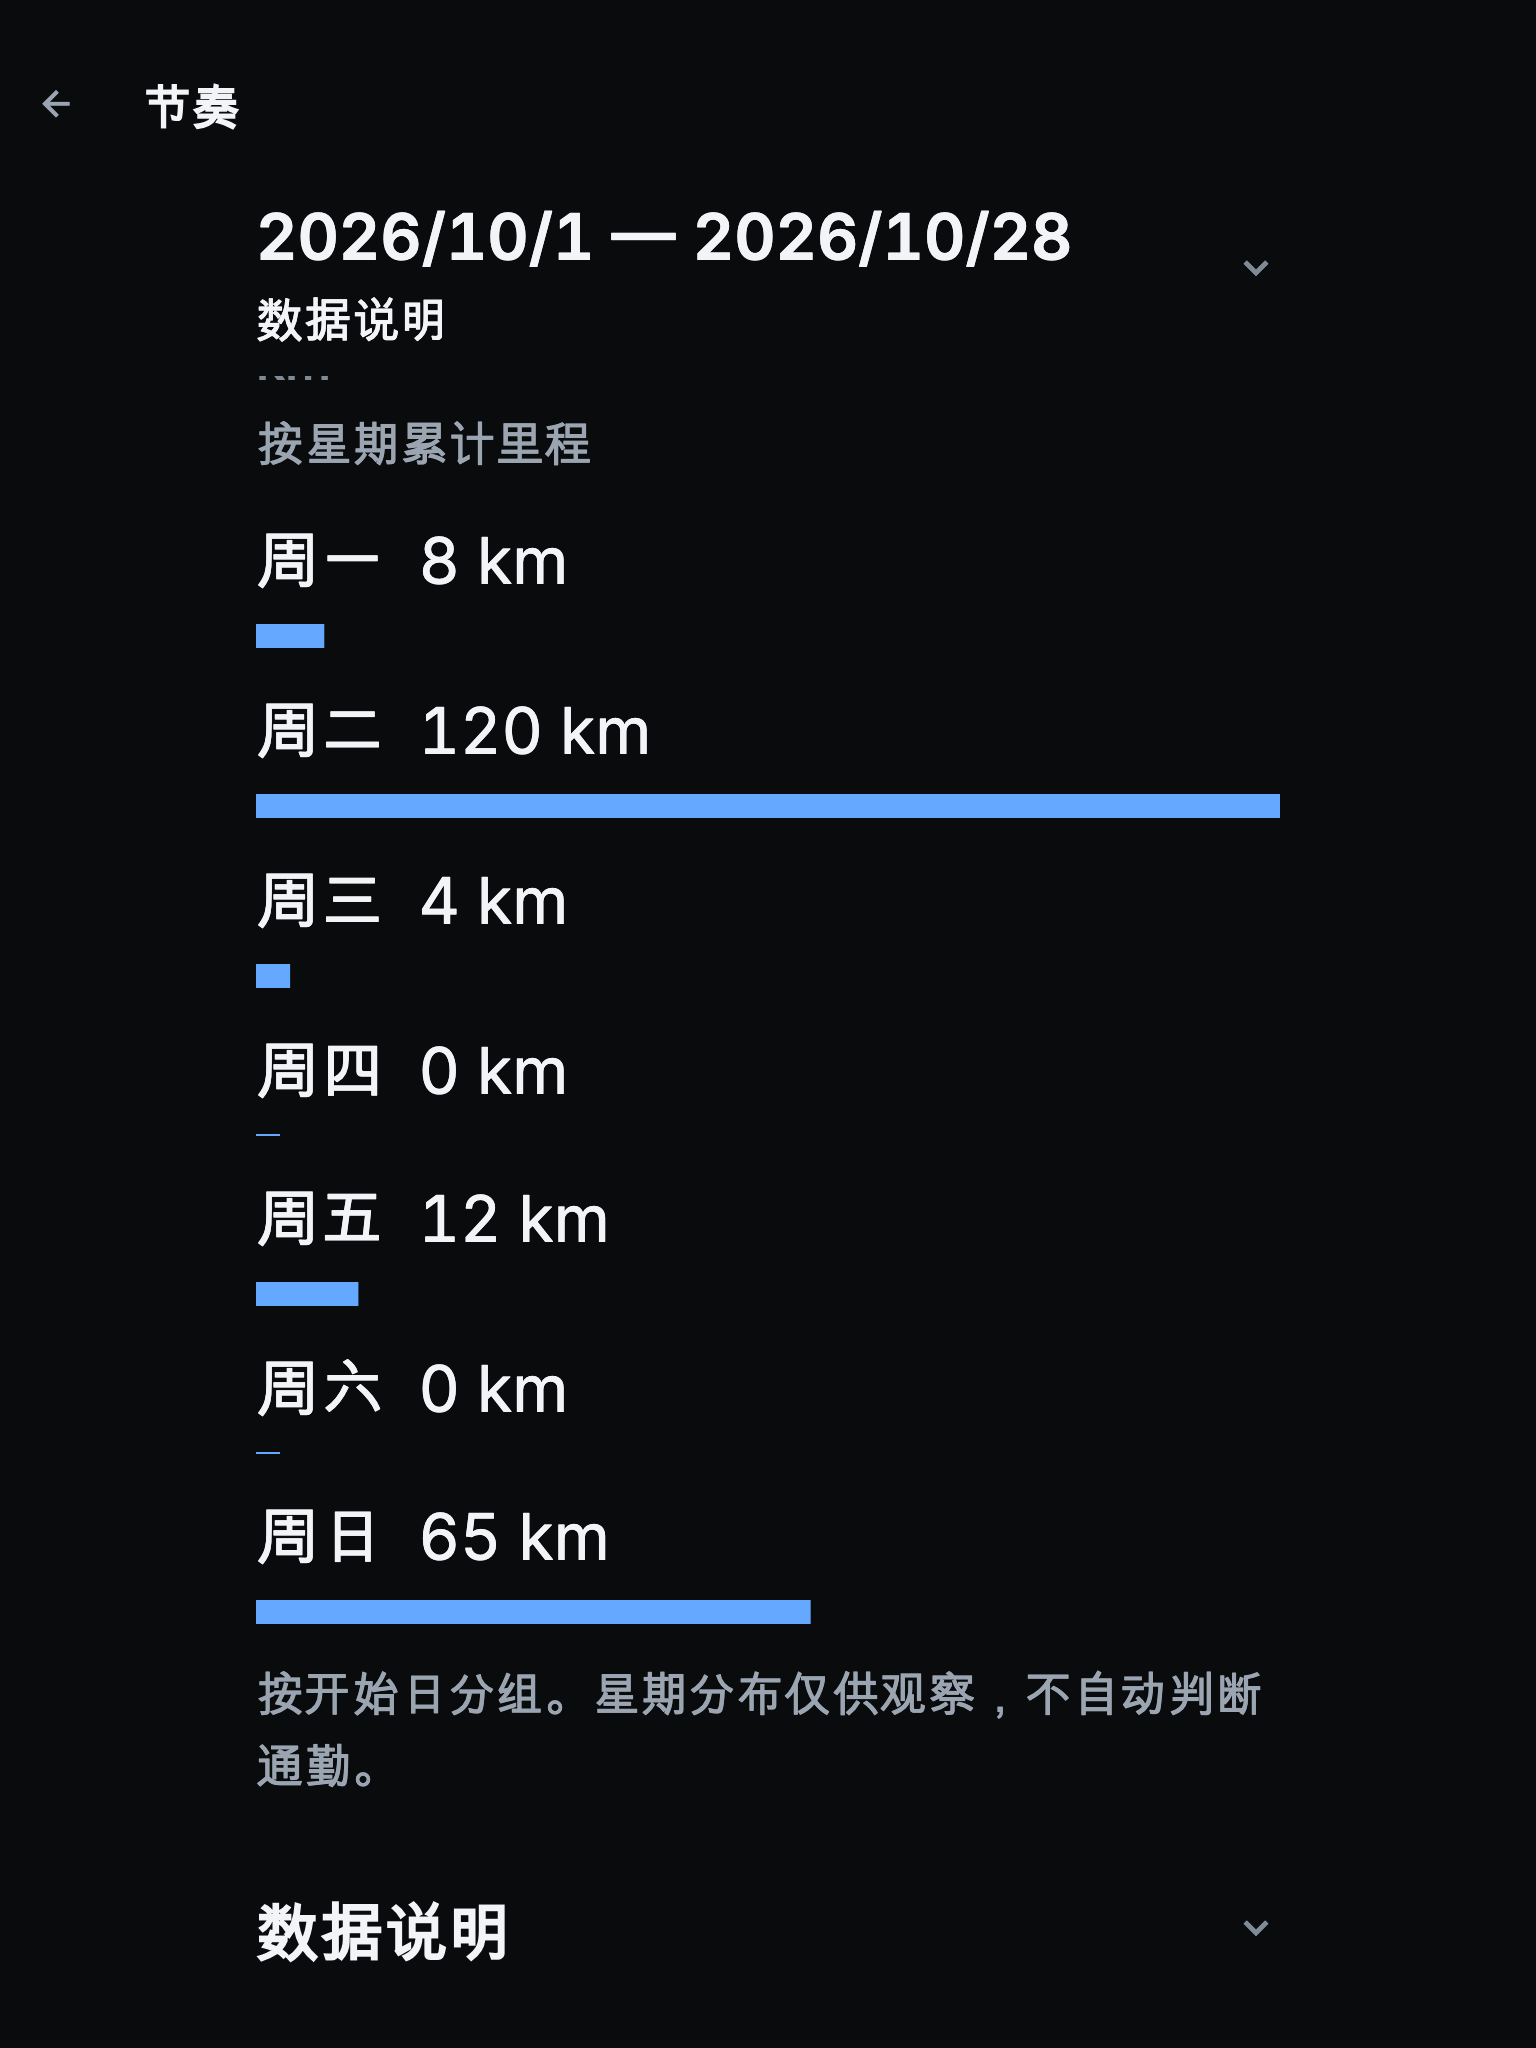 节奏
2026/10/1 — 2026/10/28
数据说明
按星期累计里程
周一 8 km
周二 120 km
周三 4 km
周四 0 km
周五 12 km
周六 0 km
周日 65 km
按开始日分组。星期分布仅供观察，不自动判断
通勤。
数据说明